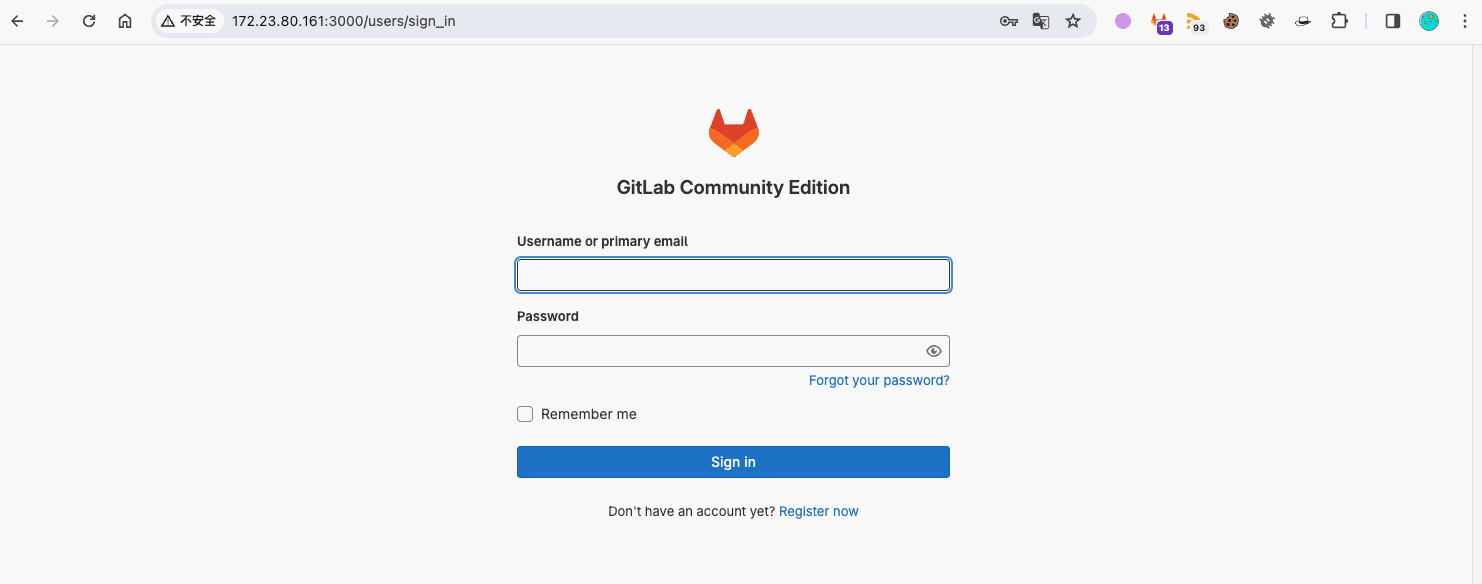 不安全 172.23.80.161:3000/users/sign_in 13 93
GitLab Community Edition
Username or primary email
Password
Forgot your password?
Remember me
Sign in
Don't have an account yet? Register now